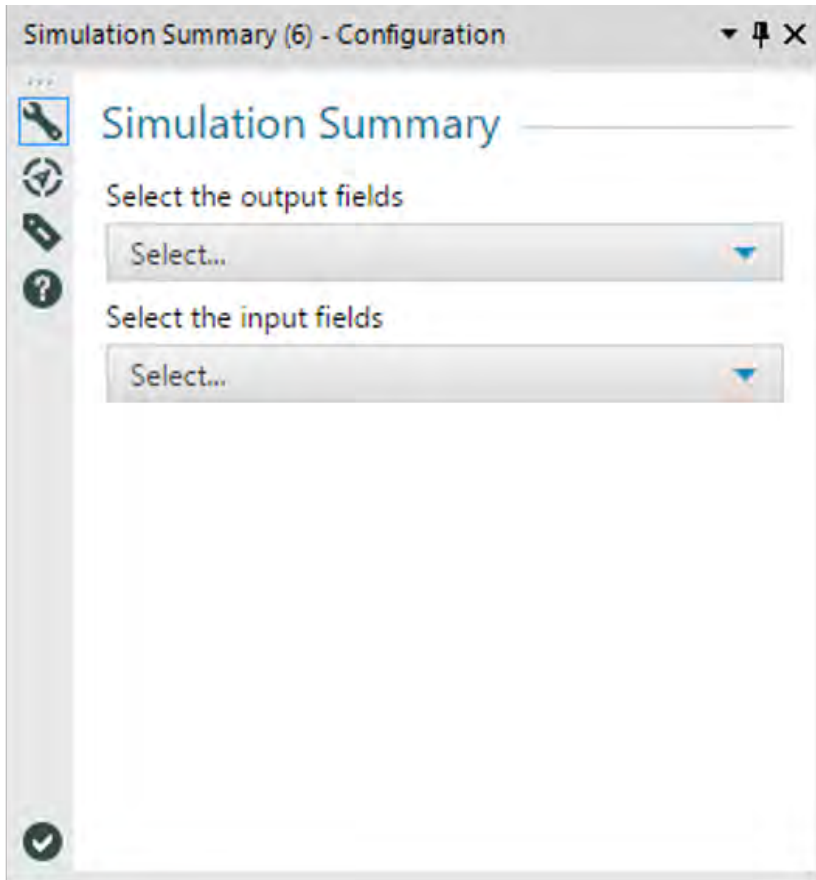 Simulation Summary (6) - Configuration
Simulation Summary
Select the output fields
Select...
Select the input fields
Select...